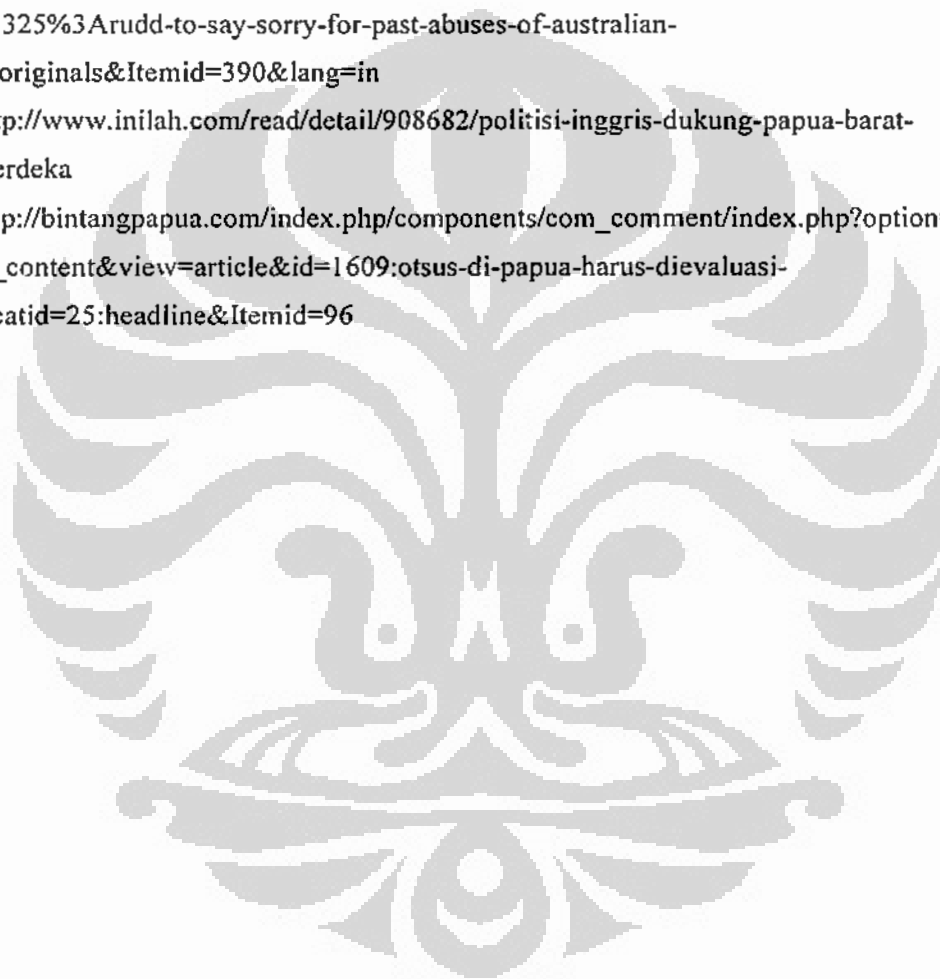 325%3Arudd-to-say-sorry-for-past-abuses-of-australian-
originals&Itemid=390&lang=in
p://www.inilah.com/read/detail/908682/politisi-inggris-dukung-papua-barat-
erdeka
p://bintangpapua.com/index.php/components/com_comment/index.php?option
_content&view=article&id=1609:otsus-di-papua-harus-dievaluasi-
atid=25:headline&Itemid=96